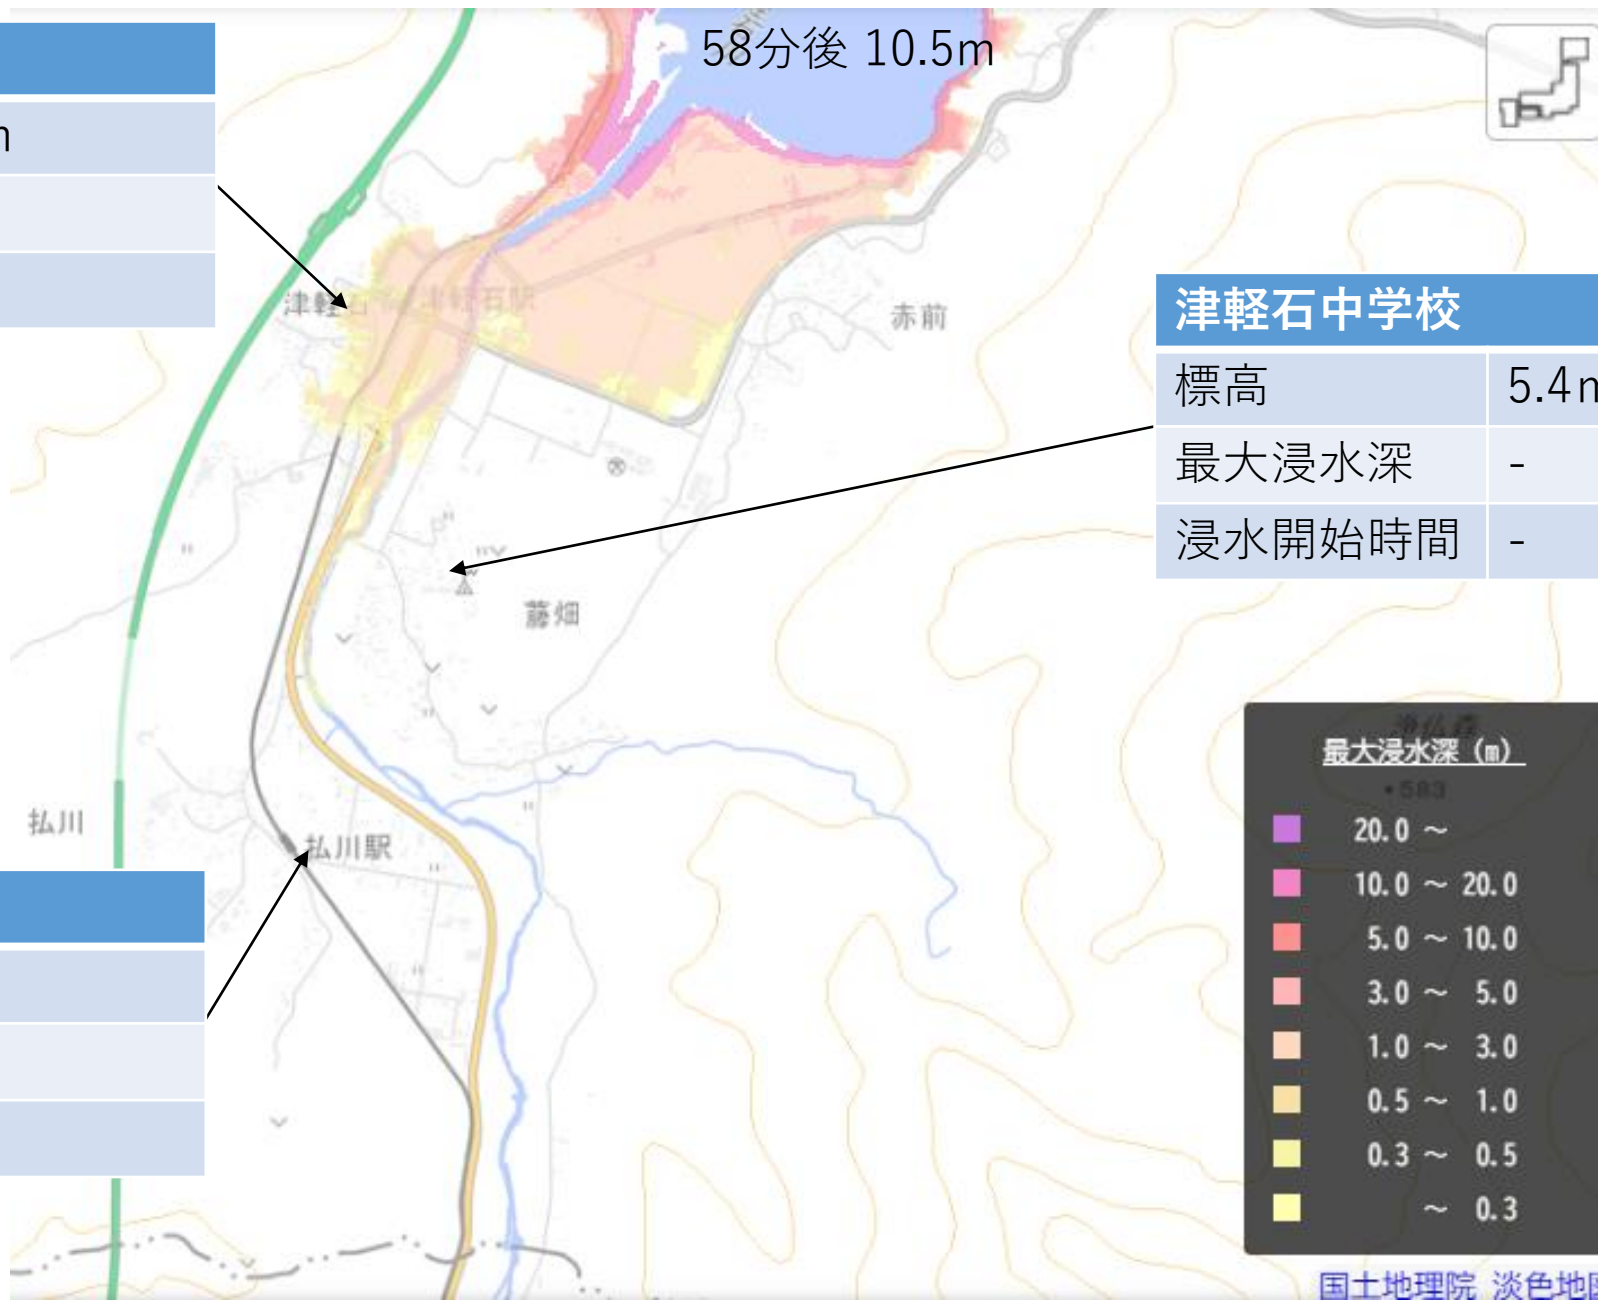 58分後 10.5m
m
津軽石
津軽石駅
赤前
津軽石中学校
標高 5.4m
最大浸水深 -
浸水開始時間 -
藤畑
払川
払川駅
最大浸水深(m)
・583
20.0 ～
10.0 ～ 20.0
5.0 ～ 10.0
3.0 ～ 5.0
1.0 ～ 3.0
0.5 ～ 1.0
0.3 ～ 0.5
～ 0.3
国土地理院 淡色地図